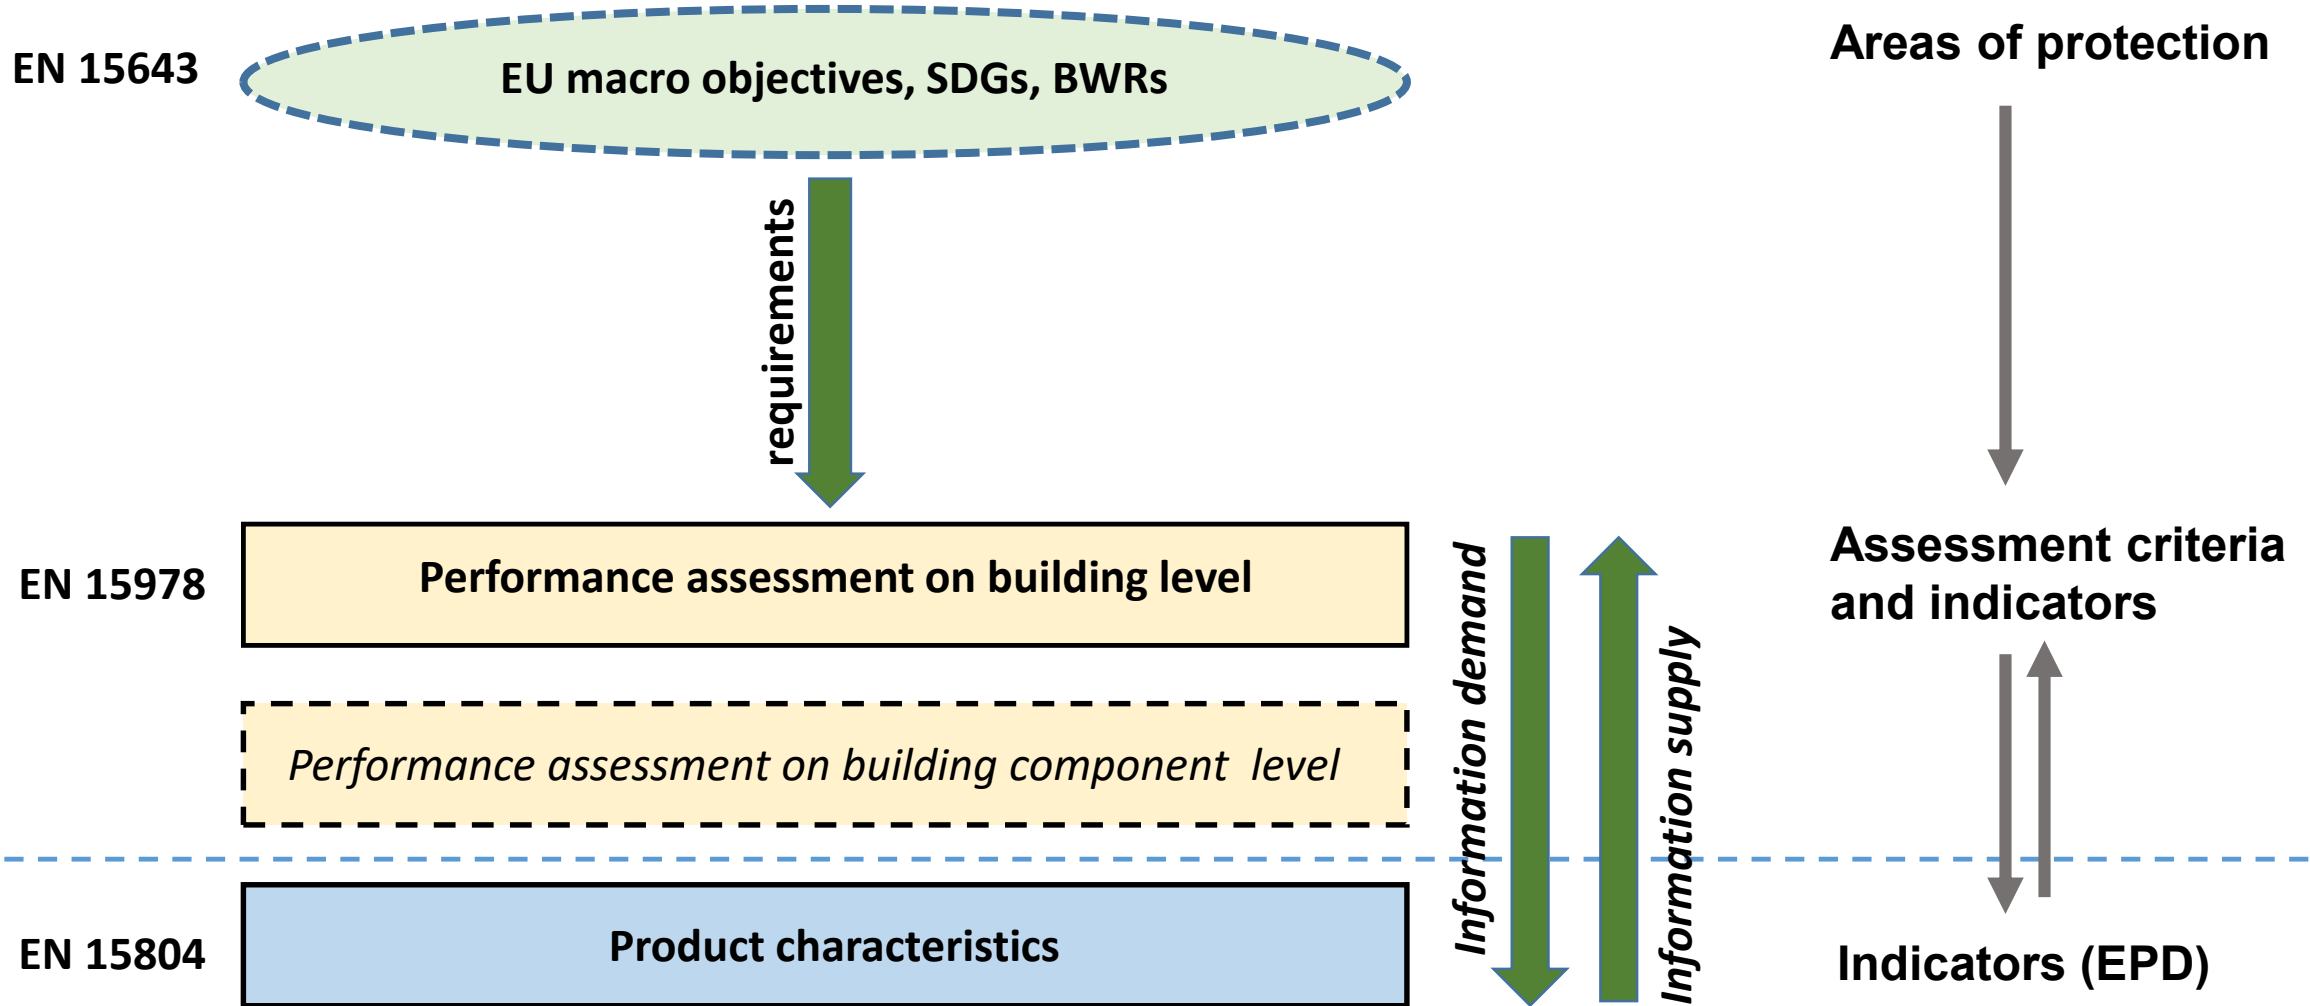 EN 15643
EU macro objectives, SDGs, BWRs
Areas of protection
requirements
EN 15978
Performance assessment on building level
Assessment criteria
and indicators
Information demand
Information supply
Performance assessment on building component level
EN 15804
Product characteristics
Indicators (EPD)